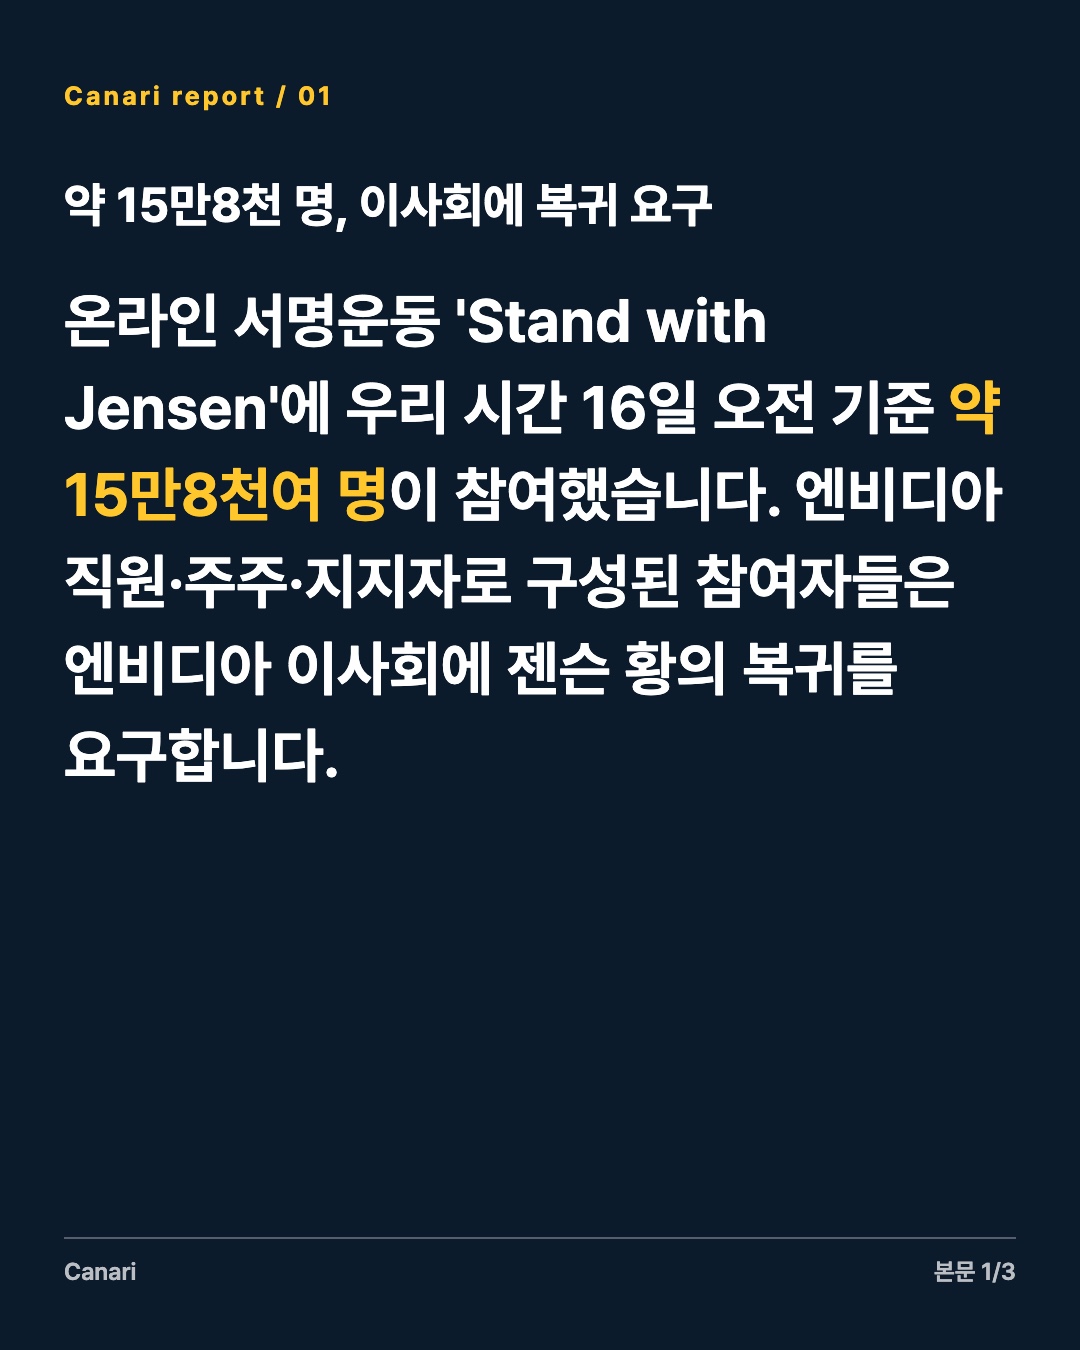 Canari report / 01
약 15만8천 명, 이사회에 복귀 요구
온라인 서명운동 'Stand with
Jensen'에 우리 시간 16일 오전 기준 약
15만8천여 명이 참여했습니다. 엔비디아
직원·주주·지지자로 구성된 참여자들은
엔비디아 이사회에 젠슨 황의 복귀를
요구합니다.
Canari
본문 1/3